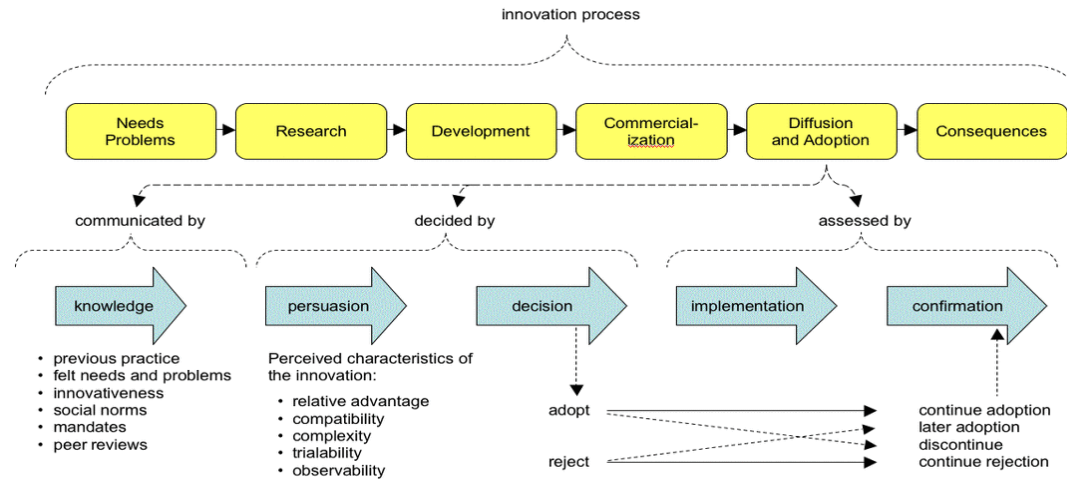 innovation process
Needs
Problems
Research
Development
Commercial-
ization
Diffusion
and Adoption
Consequences
communicated by
decided by
assessed by
knowledge
persuasion
decision
implementation
confirmation
• previous practice
• felt needs and problems
• innovativeness
• social norms
• mandates
• peer reviews
Perceived characteristics of
the innovation:
• relative advantage
• compatibility
• complexity
• trialability
• observability
adopt
reject
continue adoption
later adoption
discontinue
continue rejection